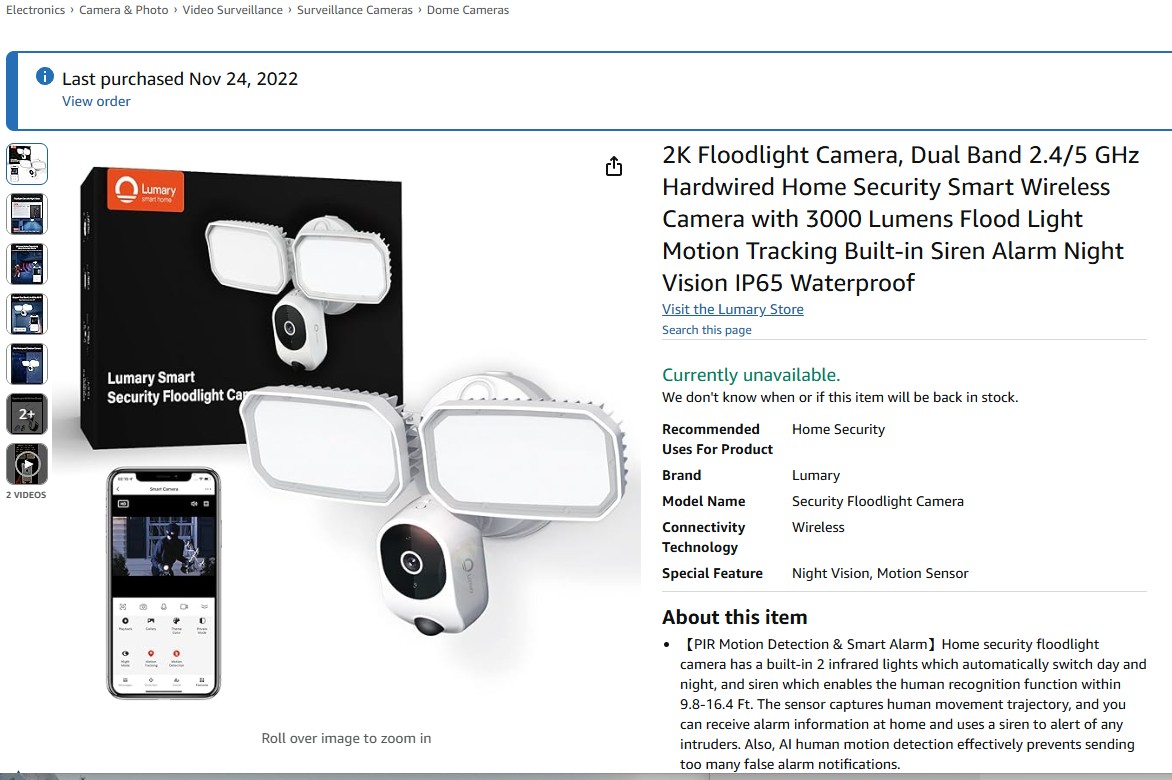 Electronics › Camera & Photo › Video Surveillance › Surveillance Cameras › Dome Cameras
Last purchased Nov 24, 2022
View order
2K Floodlight Camera, Dual Band 2.4/5 GHz
Hardwired Home Security Smart Wireless
Camera with 3000 Lumens Flood Light
Motion Tracking Built-in Siren Alarm Night
Vision IP65 Waterproof
Visit the Lumary Store
Search this page
Currently unavailable.
We don't know when or if this item will be back in stock.
Recommended Uses For Product Home Security
Brand Lumary
Model Name Security Floodlight Camera
Connectivity Technology Wireless
Special Feature Night Vision, Motion Sensor
About this item
• 【PIR Motion Detection & Smart Alarm】Home security floodlight
camera has a built-in 2 infrared lights which automatically switch day and
night, and siren which enables the human recognition function within
9.8-16.4 Ft. The sensor captures human movement trajectory, and you
can receive alarm information at home and uses a siren to alert of any
intruders. Also, AI human motion detection effectively prevents sending
too many false alarm notifications.
Lumary
smart home
Lumary Smart
Security Floodlight Ca
Smart Camera
HD
Lumary
2+
2 VIDEOS
Roll over image to zoom in